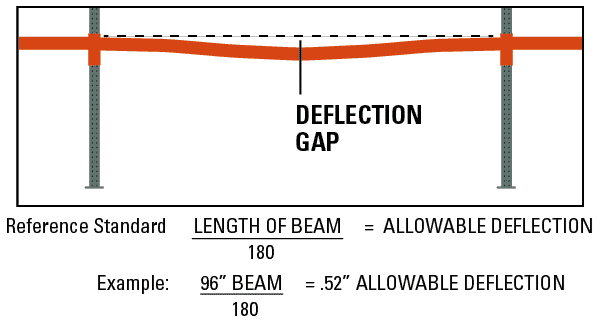 DEFLECTION
GAP
Reference Standard LENGTH OF BEAM = ALLOWABLE DEFLECTION
180
Example: 96” BEAM = .52” ALLOWABLE DEFLECTION
180